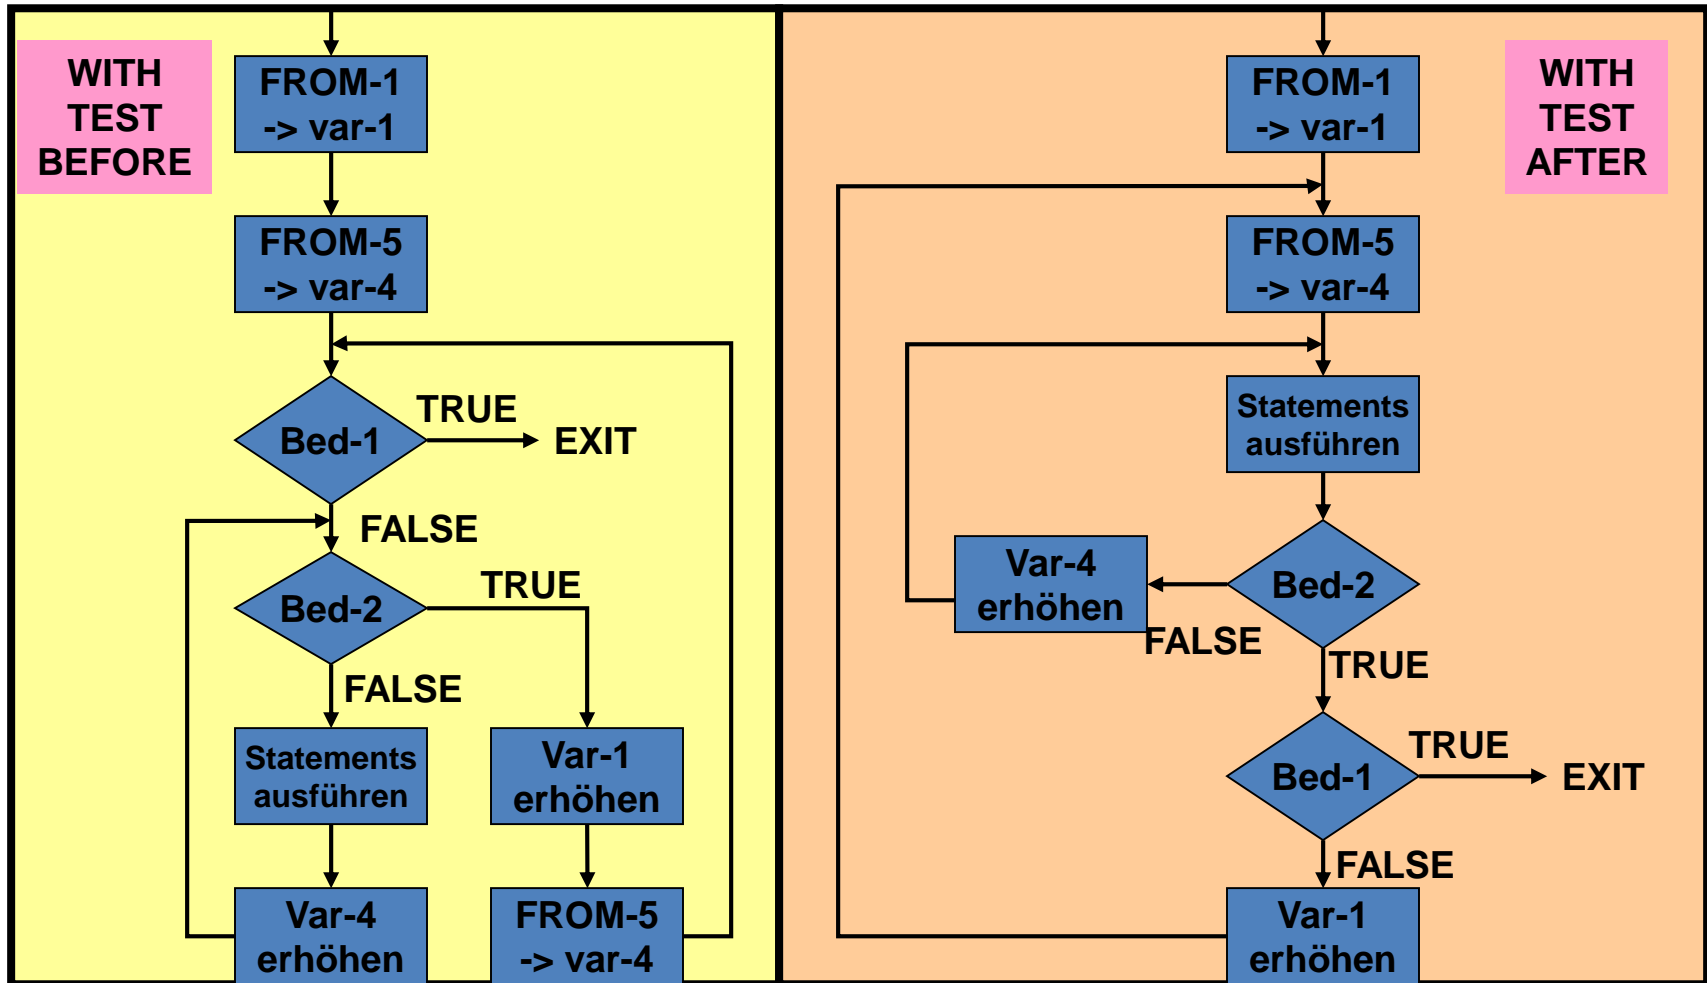 WITH
TEST
BEFORE
FROM-1
-> var-1
FROM-5
-> var-4
Bed-1
TRUE
EXIT
FALSE
Bed-2
TRUE
FALSE
Statements
ausführen
Var-1
erhöhen
Var-4
erhöhen
FROM-5
-> var-4
WITH
TEST
AFTER
FROM-1
-> var-1
FROM-5
-> var-4
Statements
ausführen
Var-4
erhöhen
Bed-2
FALSE
TRUE
Bed-1
TRUE
EXIT
FALSE
Var-1
erhöhen